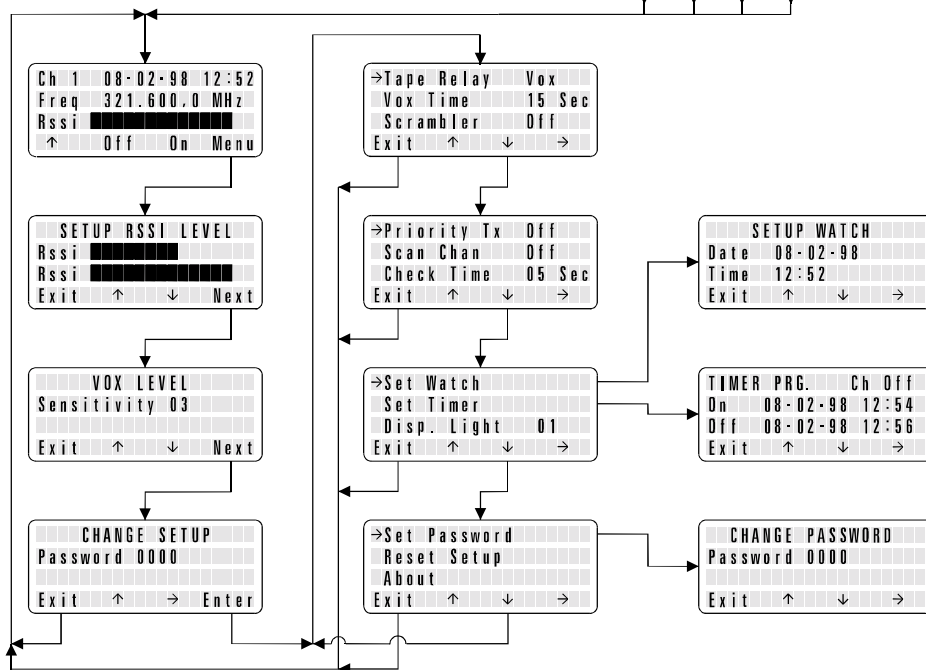 Ch 1 08-02-98 12:52
Freq 321.600,0 MHz
Rssi
↑ Off On Menu
SETUP RSSI LEVEL
Rssi
Rssi
Exit ↑ ↓ Next
VOX LEVEL
Sensitivity 03
Exit ↑ ↓ Next
CHANGE SETUP
Password 0000
Exit ↑ → Enter
→Tape Relay Vox
Vox Time 15 Sec
Scrambler Off
Exit ↑ ↓ →
→Priority Tx Off
Scan Chan Off
Check Time 05 Sec
Exit ↑ ↓ →
→Set Watch
Set Timer
Disp. Light 01
Exit ↑ ↓ →
→Set Password
Reset Setup
About
Exit ↑ ↓ →
SETUP WATCH
Date 08-02-98
Time 12:52
Exit ↑ ↓ →
TIMER PRG. Ch Off
On 08-02-98 12:54
Off 08-02-98 12:56
Exit ↑ ↓ →
CHANGE PASSWORD
Password 0000
Exit ↑ ↓ →